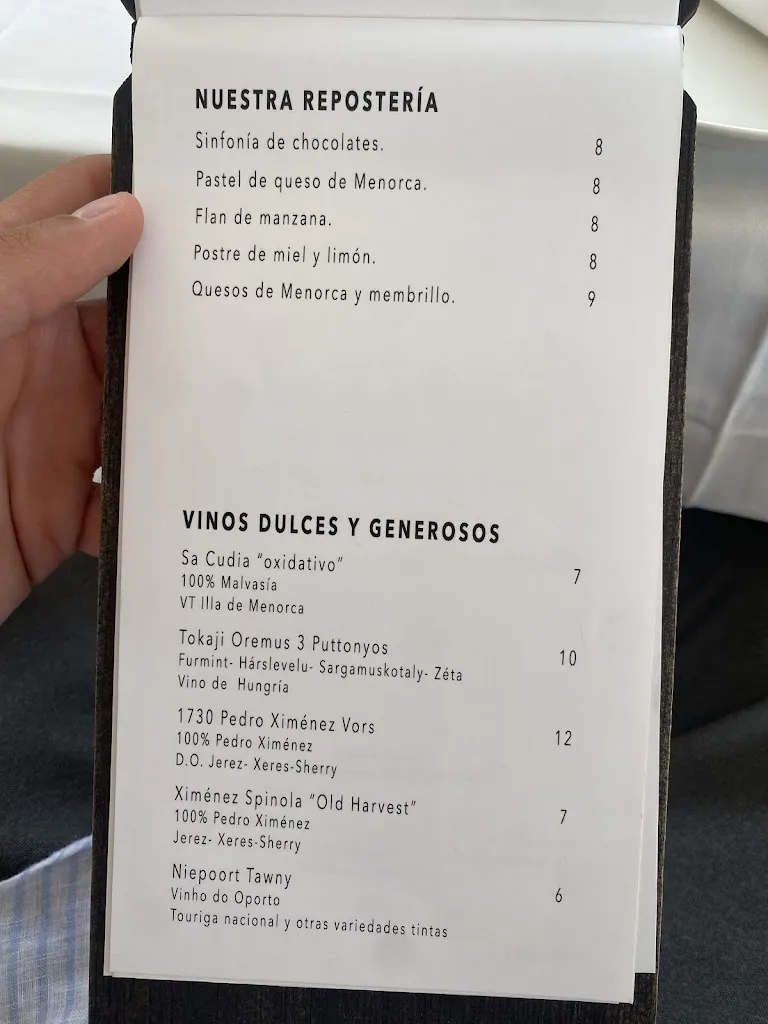 NUESTRA REPOSTERÍA
Sinfonía de chocolates. 8
Pastel de queso de Menorca. 8
Flan de manzana. 8
Postre de miel y limón. 8
Quesos de Menorca y membrillo. 9
VINOS DULCES Y GENEROSOS
Sa Cudia "oxidativo" 7
100% Malvasía
VT Illa de Menorca
Tokaji Oremus 3 Puttonyos 10
Furmint- Hárslevelu- Sargamuskotaly- Zéta
Vino de Hungría
1730 Pedro Ximénez Vors 12
100% Pedro Ximénez
D.O. Jerez- Xeres-Sherry
Ximénez Spinola "Old Harvest" 7
100% Pedro Ximénez
Jerez- Xeres-Sherry
Niepoort Tawny 6
Vinho do Oporto
Touriga nacional y otras variedades tintas